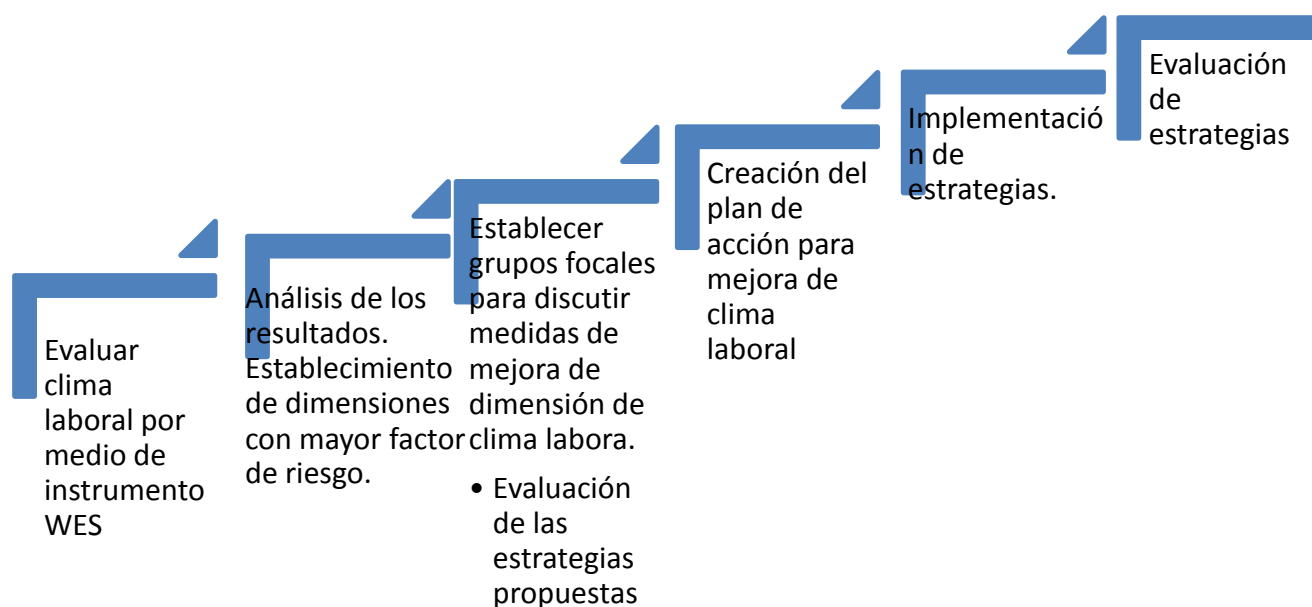 Evaluar
clima
laboral por
medio de
instrumento
WES
Análisis de los
resultados.
Establecimiento
de dimensiones
con mayor factor
de riesgo.
Establecer
grupos focales
para discutir
medidas de
mejora de
dimensión de
clima labora.
• Evaluación
de las
estrategias
propuestas
Creación del
plan de
acción para
mejora de
clima
laboral
Implementació
n de
estrategias.
Evaluación
de
estrategias